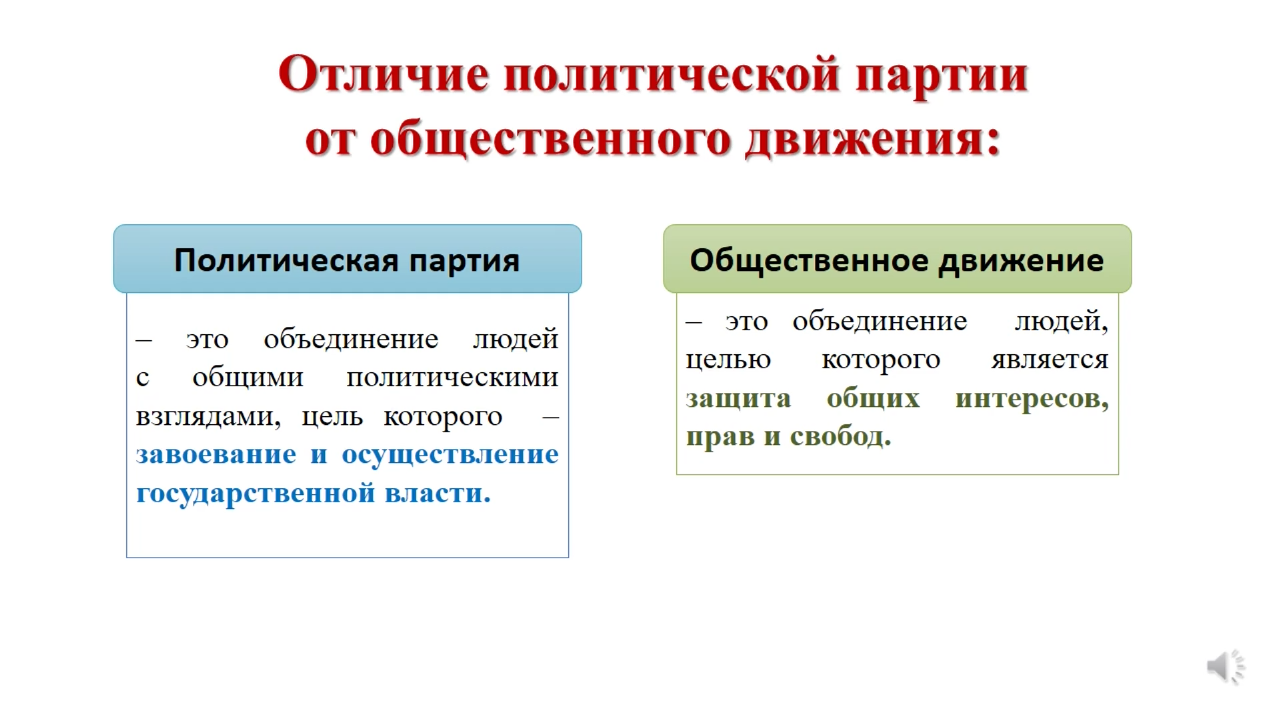 Отличие политической партии
от общественного движения:
Политическая партия
– это объединение людей
с общими политическими
взглядами, цель которого –
завоевание и осуществление
государственной власти.
Общественное движение
– это объединение людей,
целью которого является
защита общих интересов,
прав и свобод.